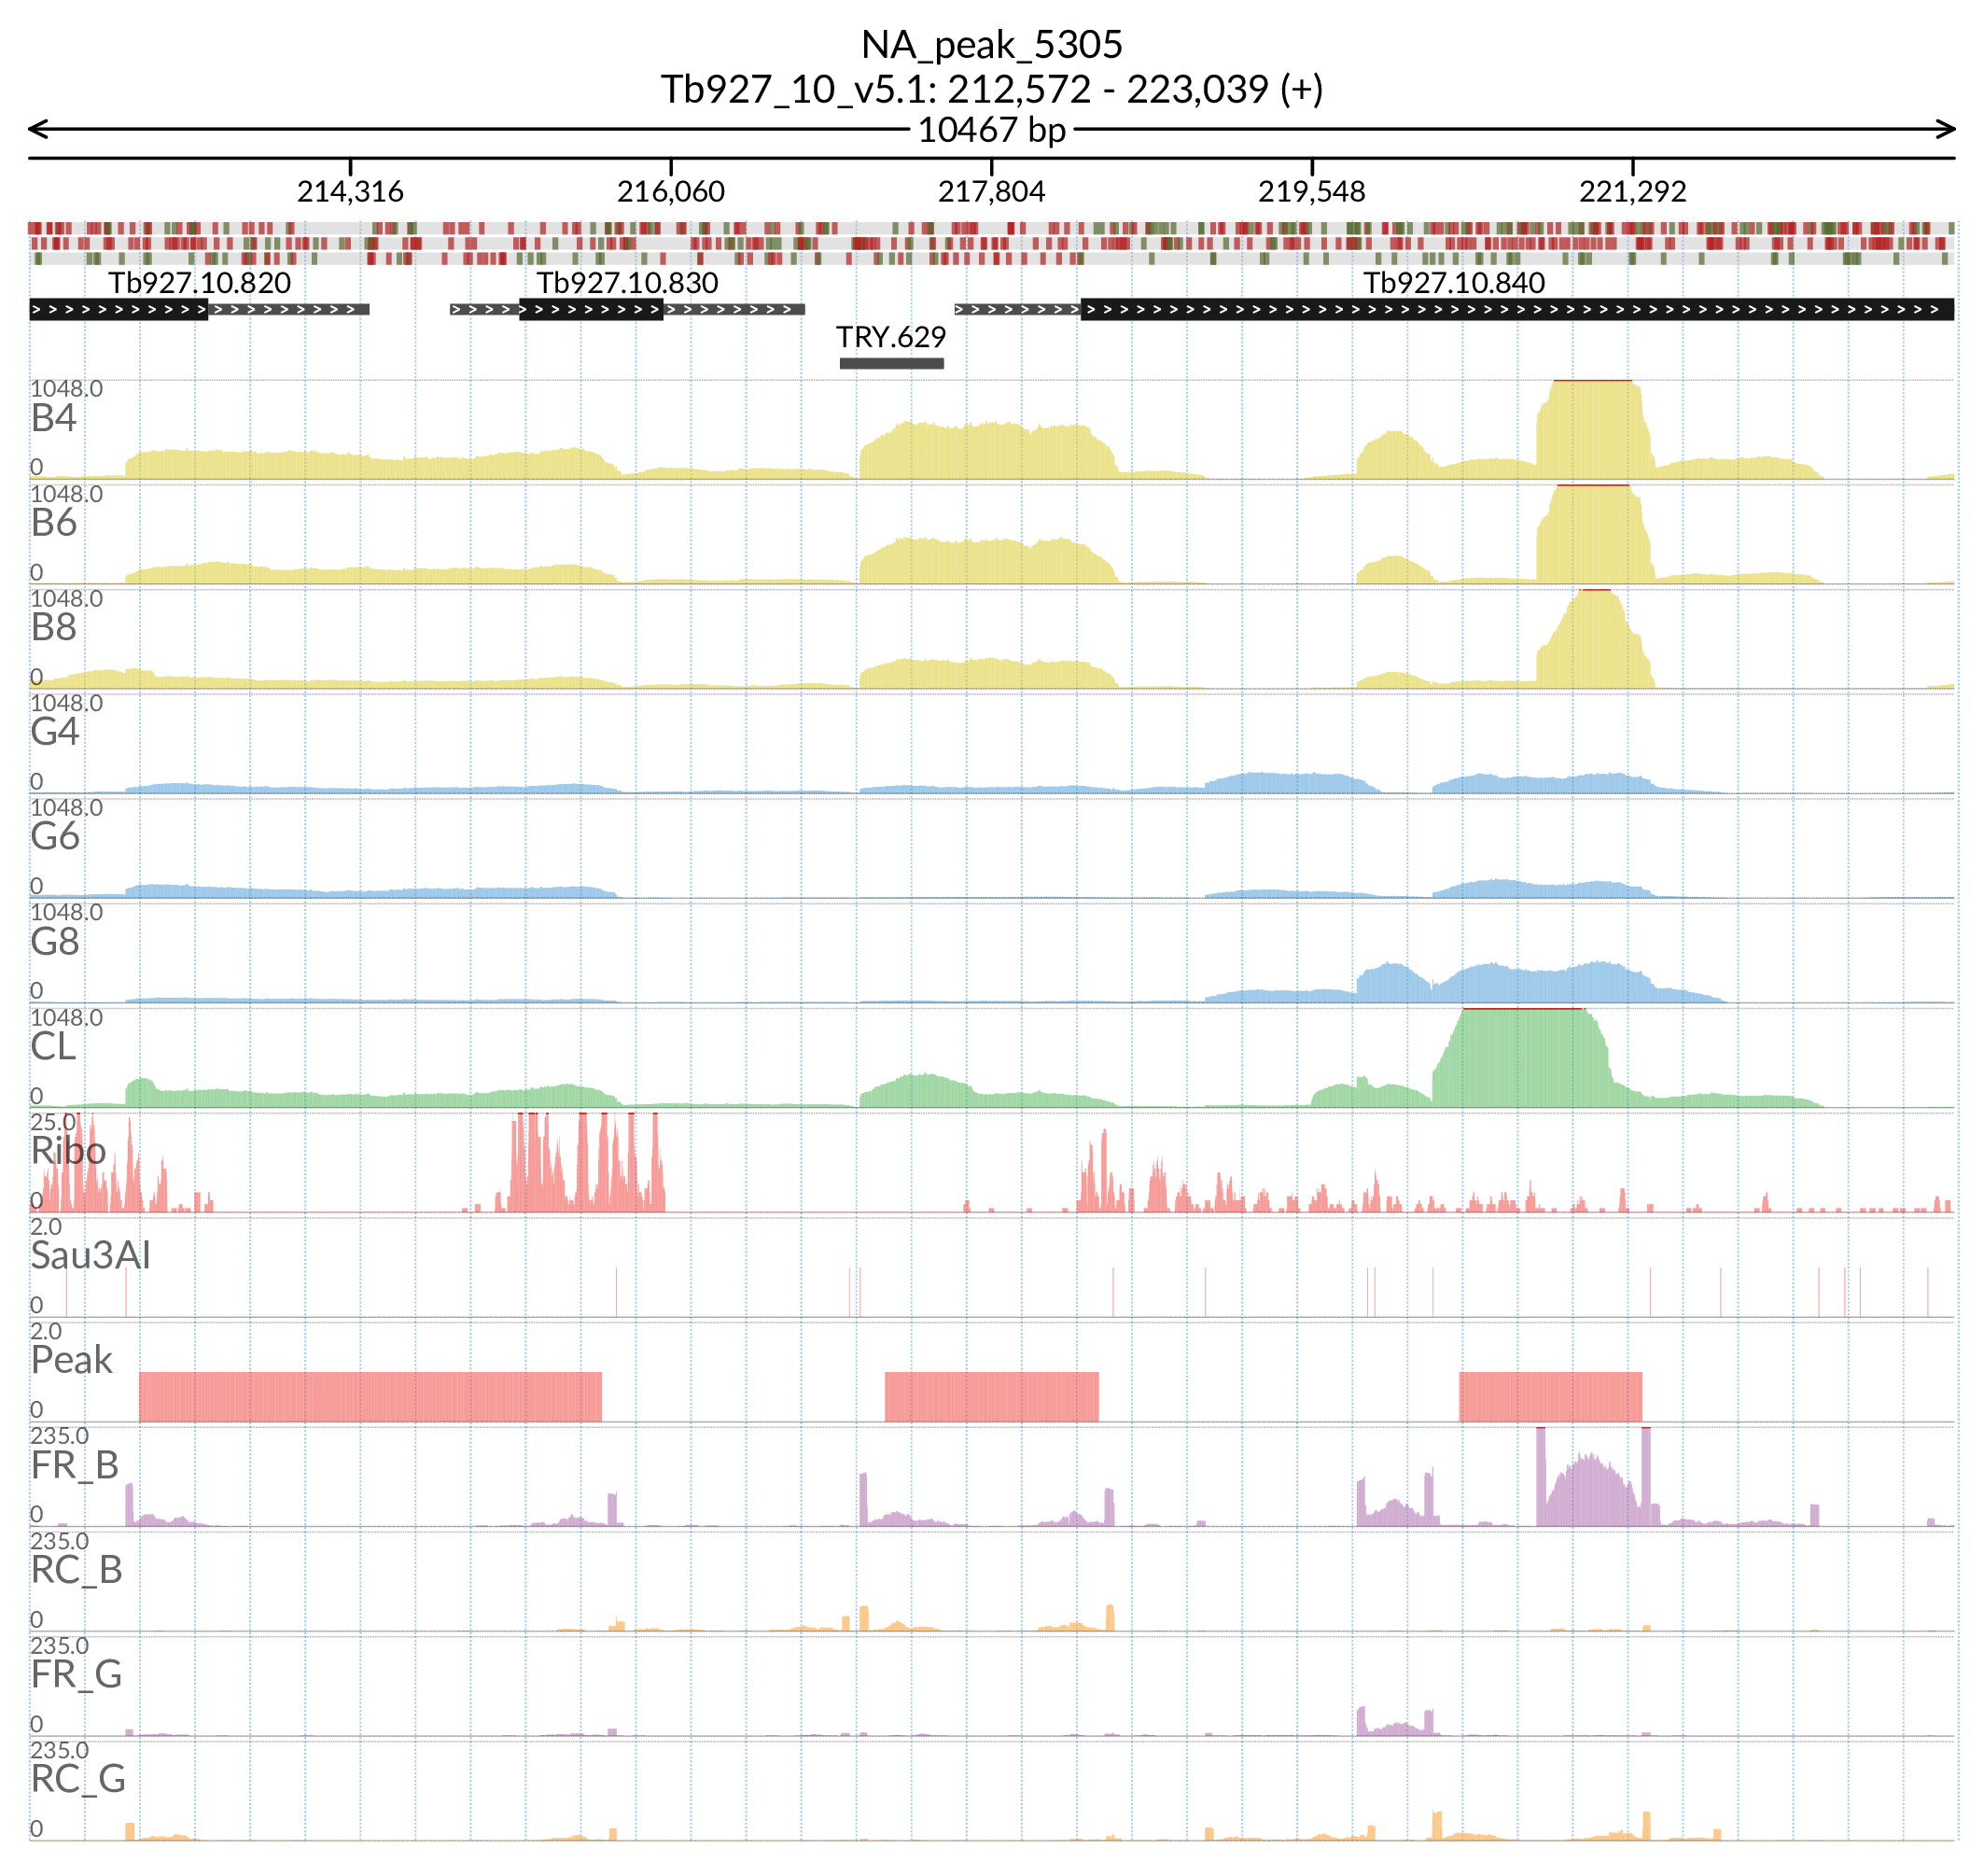 NA_peak_5305
Tb927_10_v5.1: 212,572 - 223,039 (+)
10467 bp
214,316 216,060 217,804 219,548 221,292
Tb927.10.820 Tb927.10.830 Tb927.10.840
TRY.629
1048.0
B4
0
1048.0
B6
0
1048.0
B8
0
1048.0
G4
0
1048.0
G6
0
1048.0
G8
0
1048.0
CL
0
25.0
Ribo
0
2.0
Sau3AI
0
2.0
Peak
0
235.0
FR_B
0
235.0
RC_B
0
235.0
FR_G
0
235.0
RC_G
0